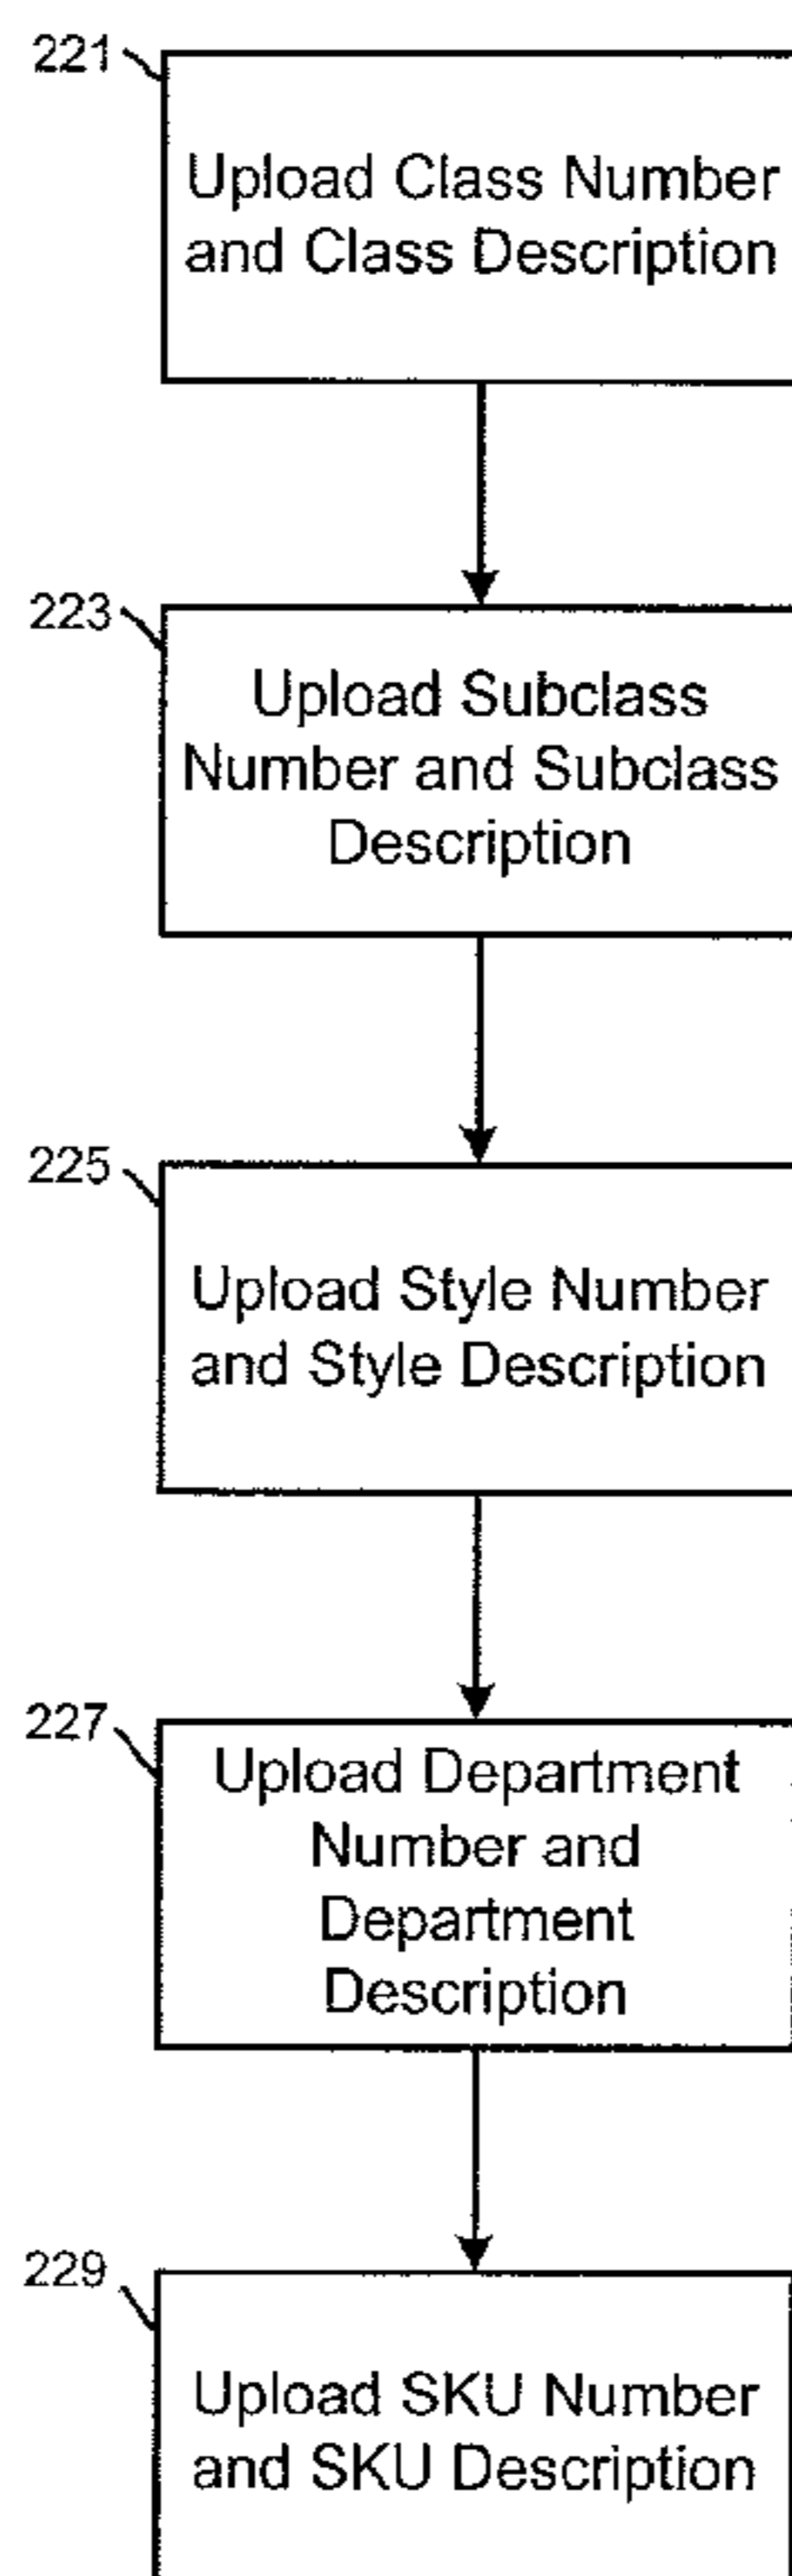 221
Upload Class Number
and Class Description
223
Upload Subclass
Number and Subclass
Description
225
Upload Style Number
and Style Description
227
Upload Department
Number and
Department
Description
229
Upload SKU Number
and SKU Description